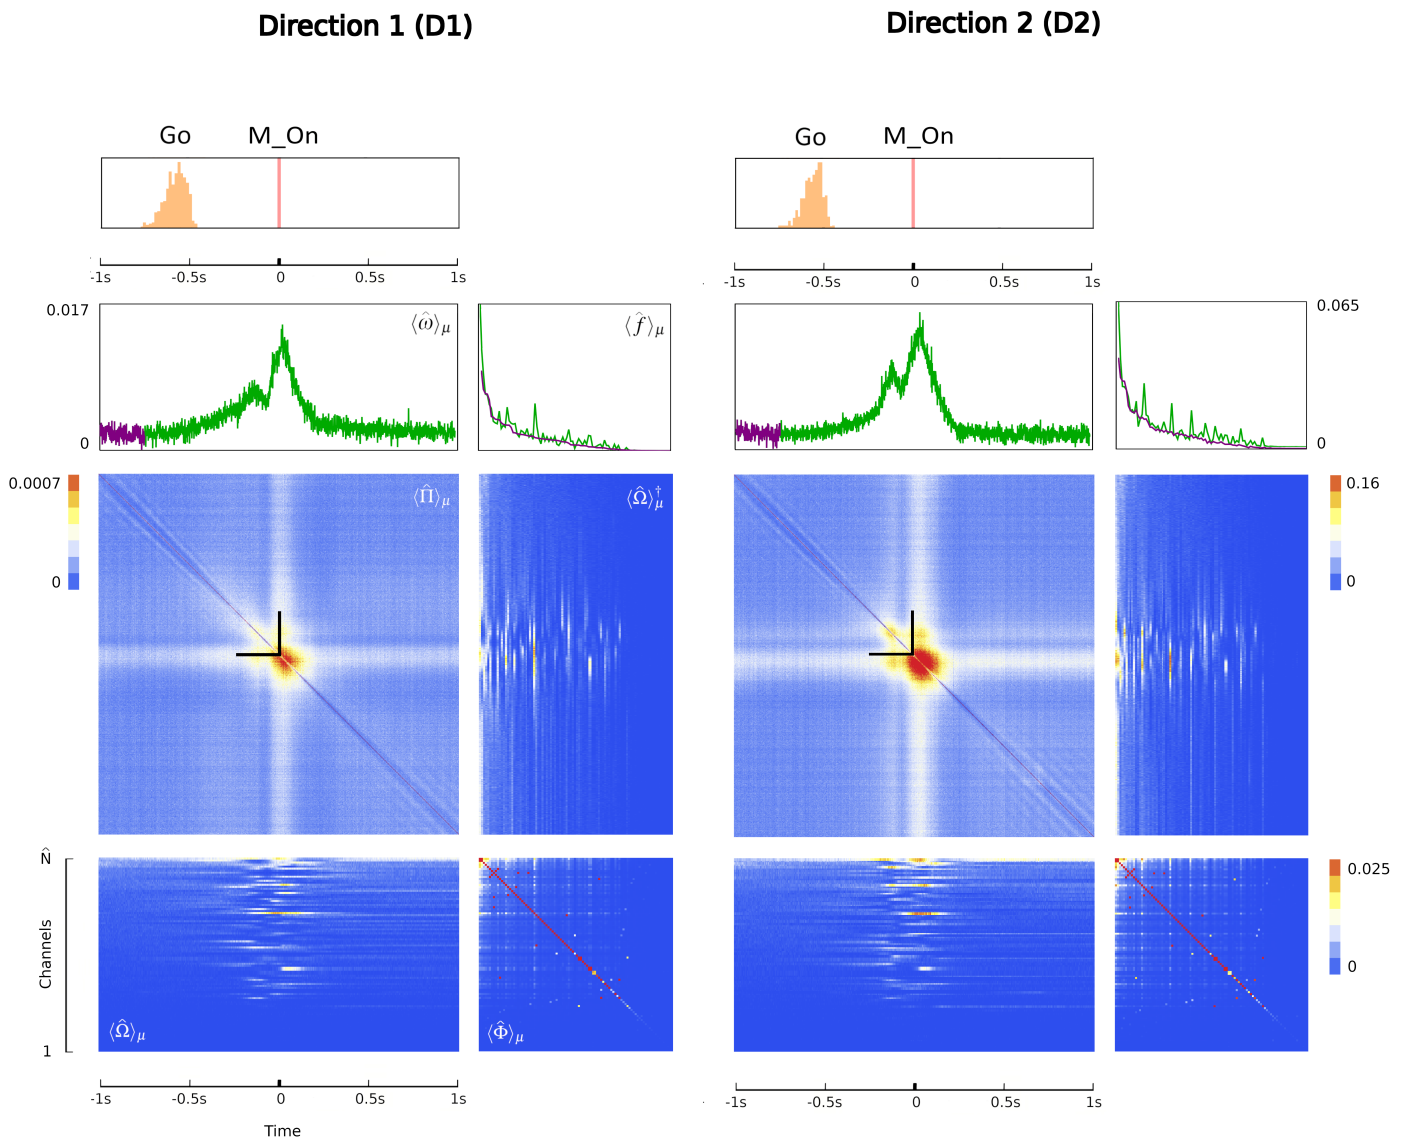 Direction 1 (D1)
Direction 2 (D2)
Go M_On
Go M_On
-1s -0.5s 0 0.5s 1s
-1s -0.5s 0 0.5s 1s
0.017
0
⟨ω̂⟩μ
⟨f̂⟩μ
0.065
0
0.0007
0
⟨Π̂⟩μ
⟨Ω̂⟩†μ
0.16
0
N̂
Channels
1
⟨Ω̂⟩μ
⟨Φ̂⟩μ
0.025
0
-1s -0.5s 0 0.5s 1s
-1s -0.5s 0 0.5s 1s
Time